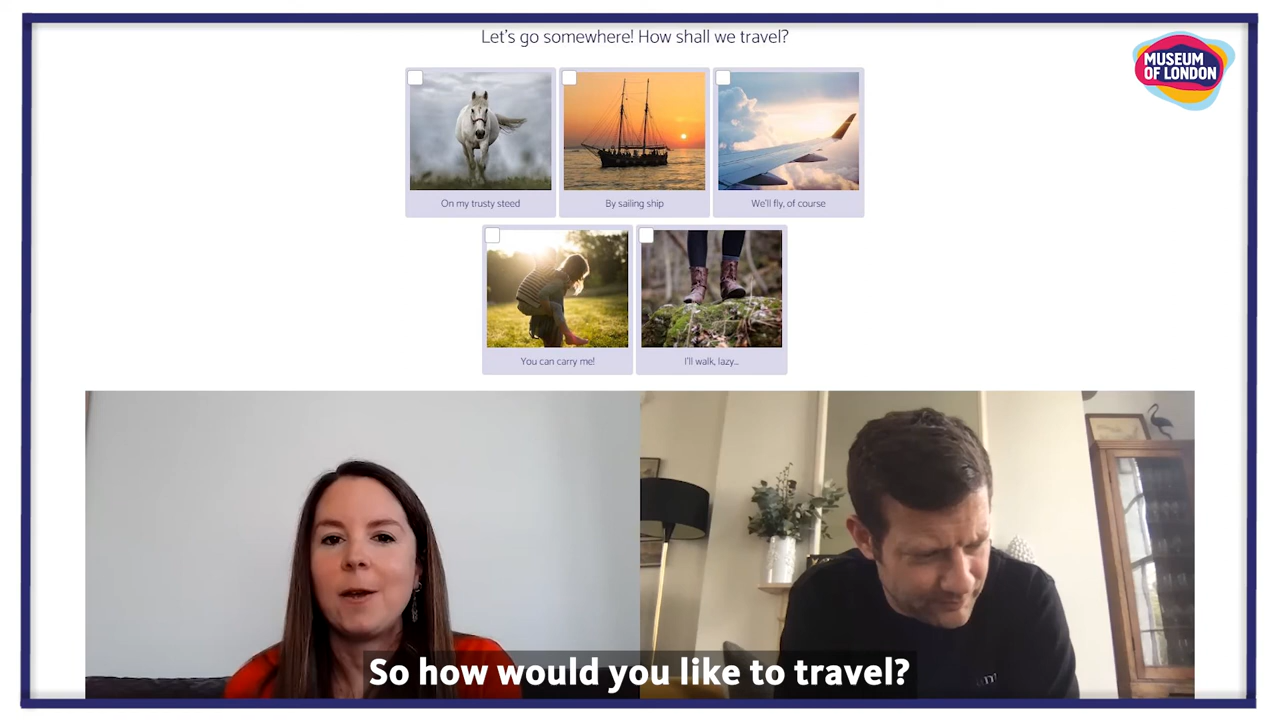 Let's go somewhere! How shall we travel?
MUSEUM
OF LONDON
On my trusty steed
By sailing ship
We'll fly, of course
You can carry me!
I'll walk, lazy...
So how would you like to travel?